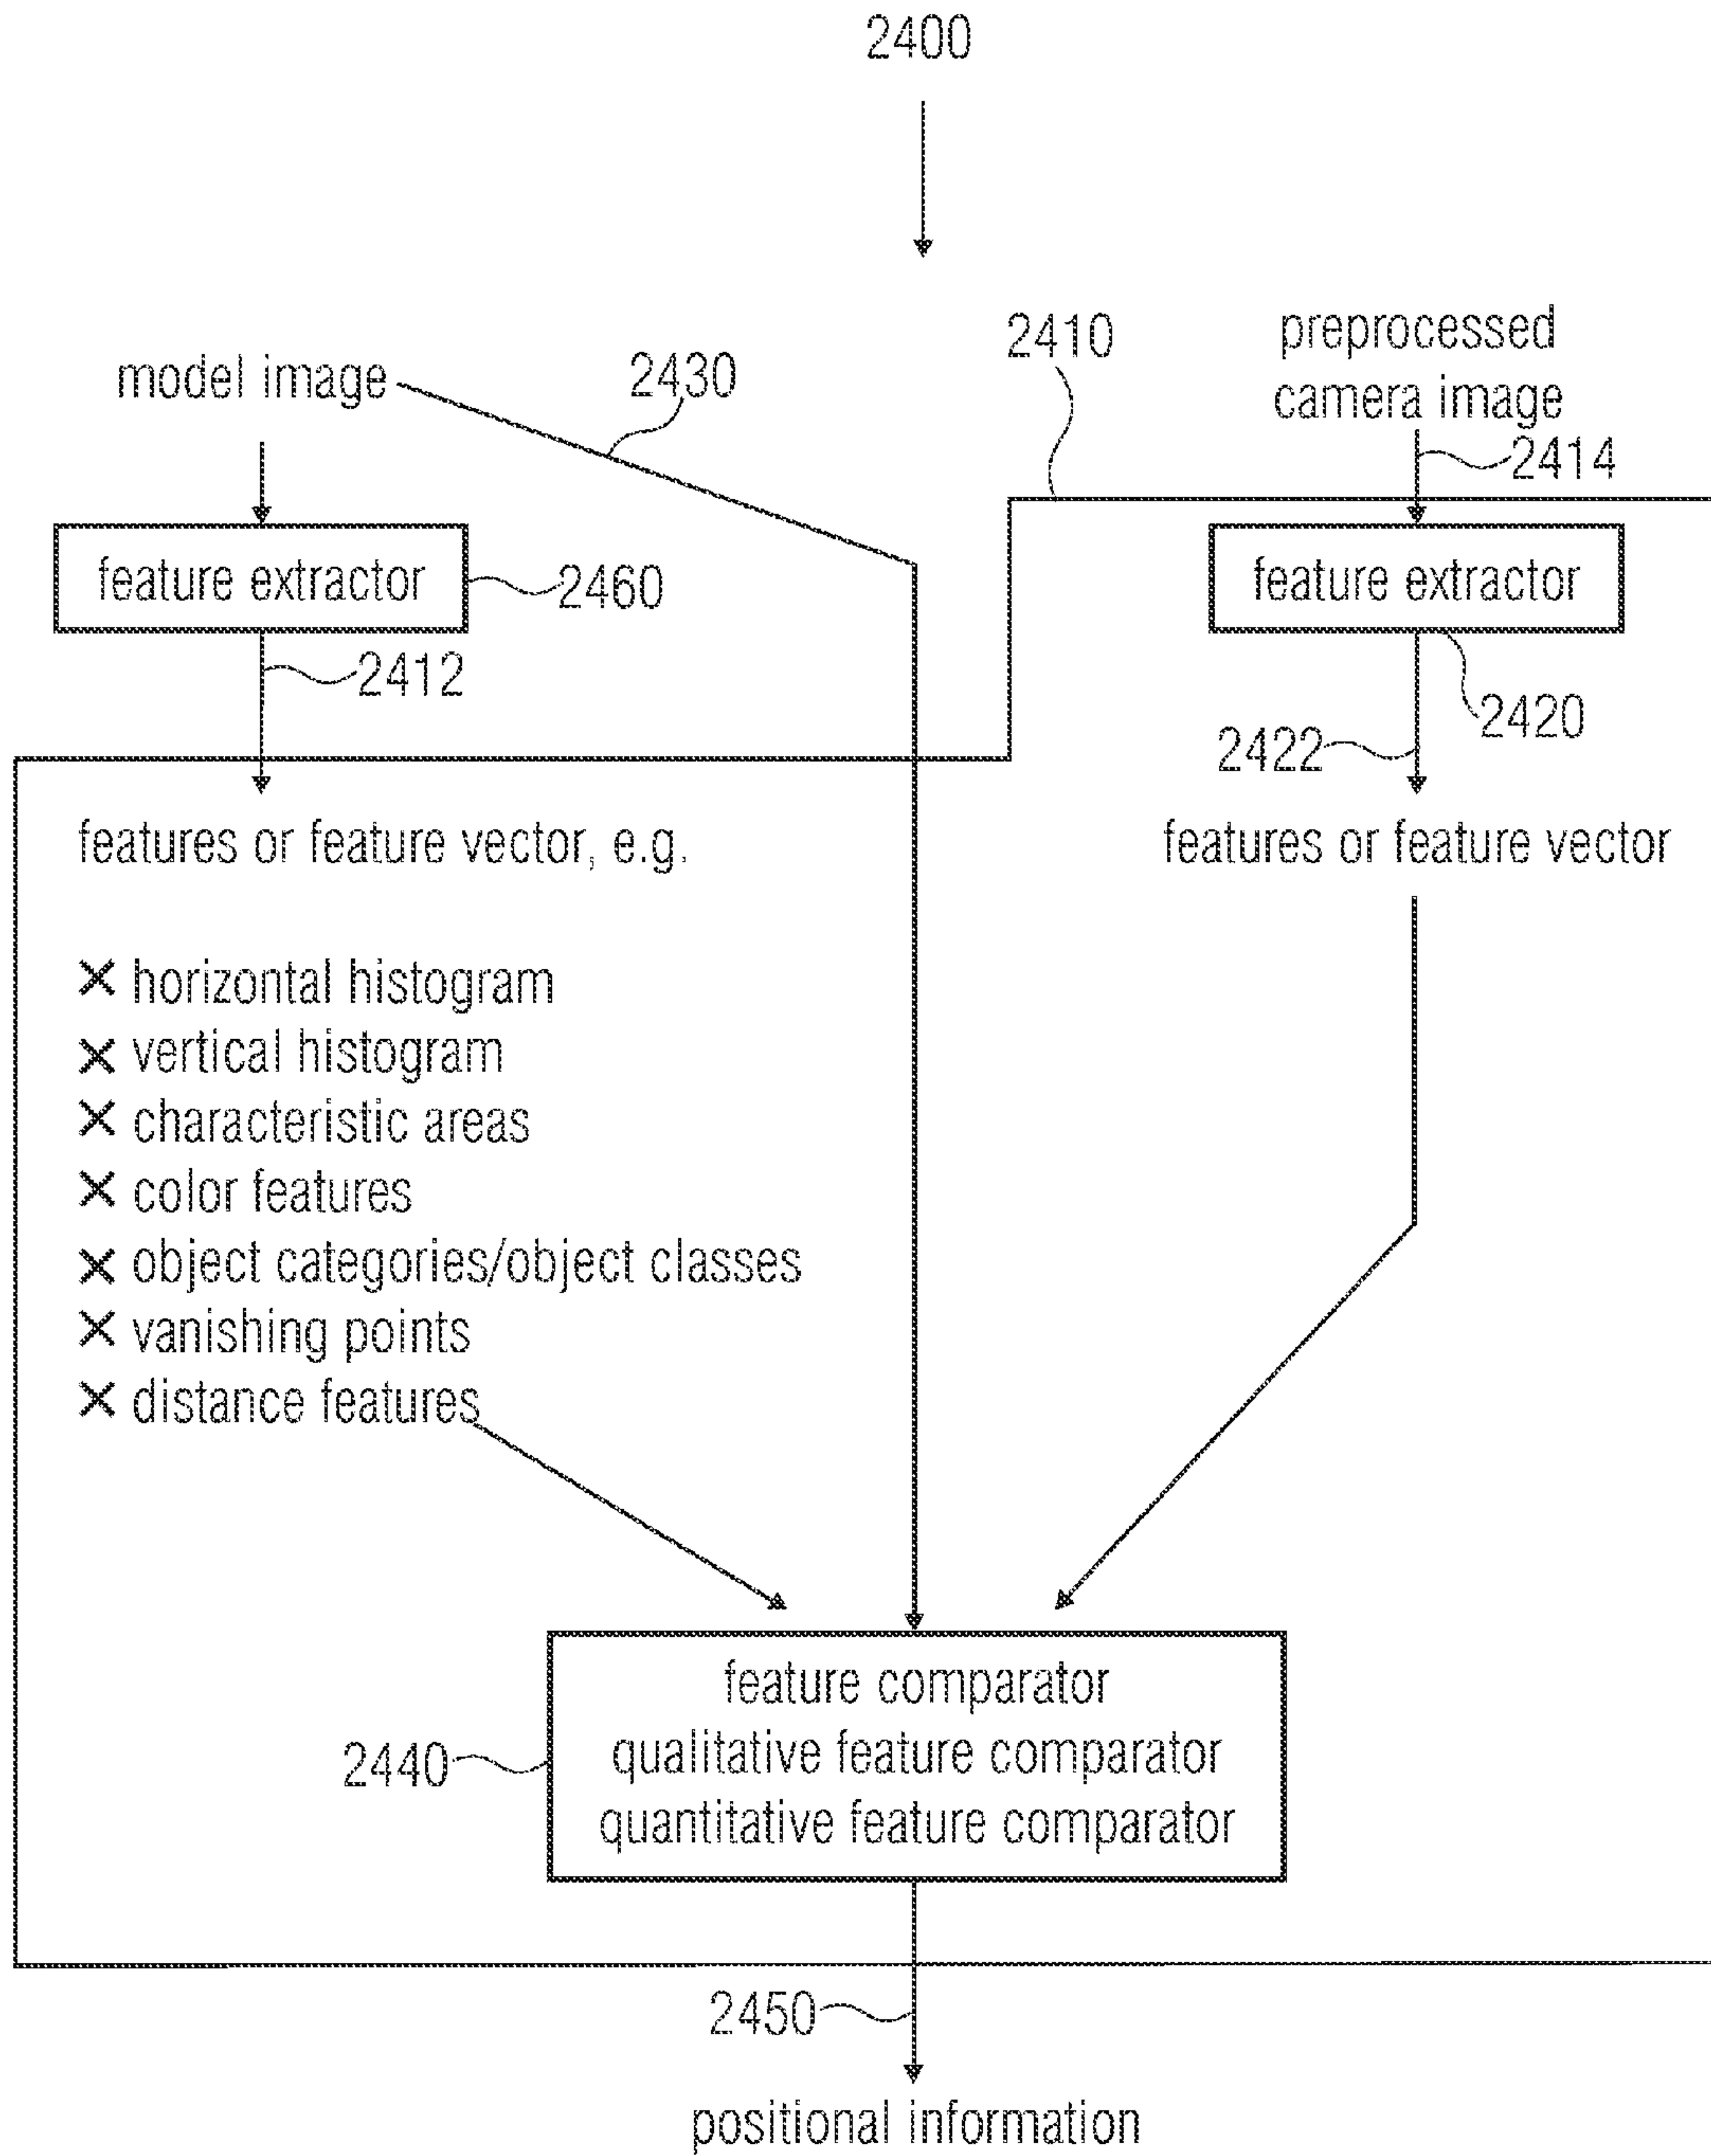 2400
model image
2430
2410
preprocessed
camera image
2414
feature extractor
2460
2412
feature extractor
2420
2422
features or feature vector, e.g.
features or feature vector
× horizontal histogram
× vertical histogram
× characteristic areas
× color features
× object categories/object classes
× vanishing points
× distance features
feature comparator
qualitative feature comparator
quantitative feature comparator
2440
2450
positional information